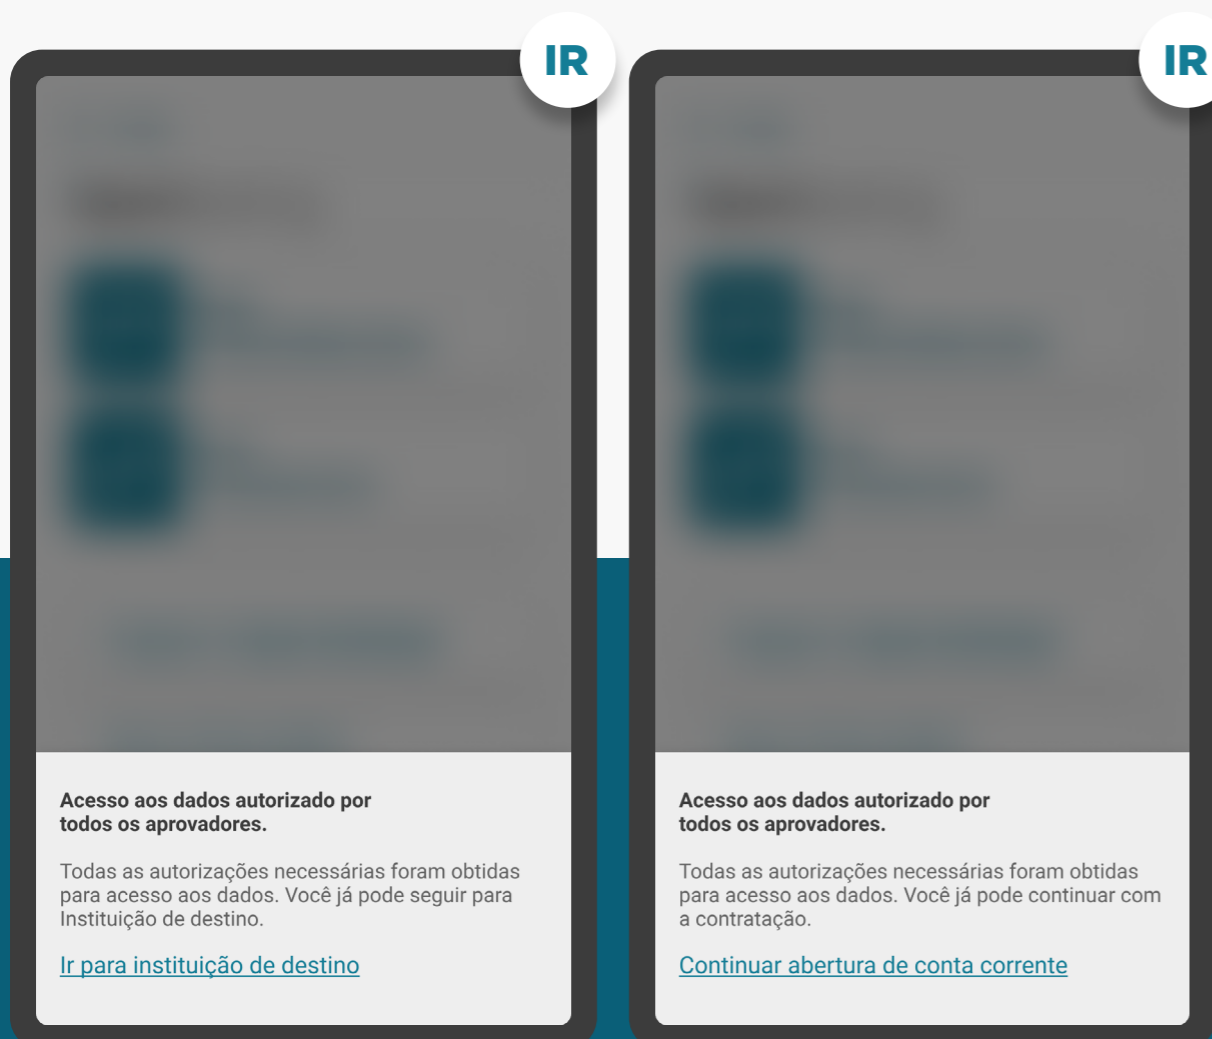 IR
Acesso aos dados autorizado por
todos os aprovadores.
Todas as autorizações necessárias foram obtidas
para acesso aos dados. Você já pode seguir para
Instituição de destino.
Ir para instituição de destino
IR
Acesso aos dados autorizado por
todos os aprovadores.
Todas as autorizações necessárias foram obtidas
para acesso aos dados. Você já pode continuar com
a contratação.
Continuar abertura de conta corrente